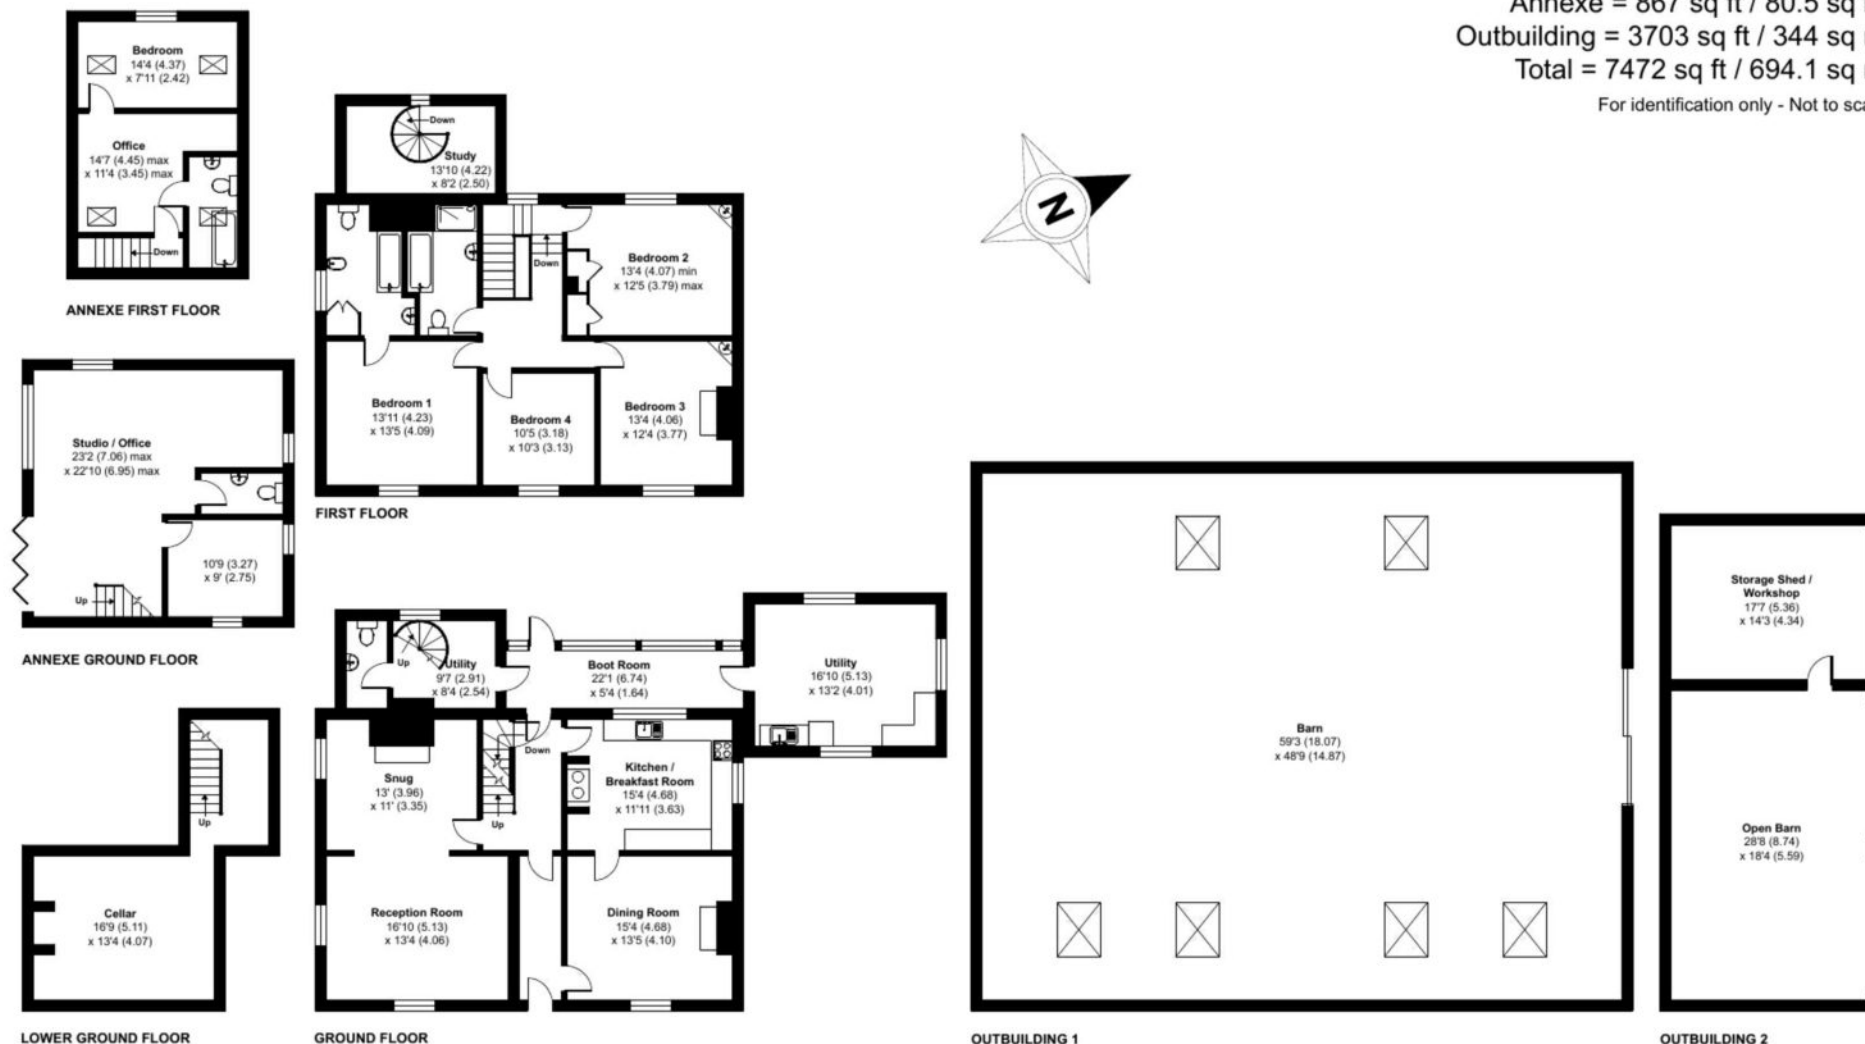 Annexe = 867 sq ft / 80.5 sq
Outbuilding = 3703 sq ft / 344 sq
Total = 7472 sq ft / 694.1 sq
For identification only - Not to
Bedroom
14'4 (4.37)
x 7'11 (2.42)
Office
14'7 (4.45) max
x 11'4 (3.45) max
Down
ANNEXE FIRST FLOOR
Down
Study
13'10 (4.22)
x 8'2 (2.50)
Down
Bedroom 2
13'4 (4.07) min
x 12'5 (3.79) max
Bedroom 1
13'11 (4.23)
x 13'5 (4.09)
Bedroom 4
10'5 (3.18)
x 10'3 (3.13)
Bedroom 3
13'4 (4.06)
x 12'4 (3.77)
FIRST FLOOR
N
Studio / Office
23'2 (7.06) max
x 22'10 (6.95) max
10'9 (3.27)
x 9' (2.75)
Up
ANNEXE GROUND FLOOR
Up
Cellar
16'9 (5.11)
x 13'4 (4.07)
LOWER GROUND FLOOR
Up
Utility
9'7 (2.91)
x 8'4 (2.54)
Boot Room
22'1 (6.74)
x 5'4 (1.64)
Utility
16'10 (5.13)
x 13'2 (4.01)
Down
Snug
13' (3.96)
x 11' (3.35)
Up
Kitchen /
Breakfast Room
15'4 (4.68)
x 11'11 (3.63)
Reception Room
16'10 (5.13)
x 13'4 (4.06)
Dining Room
15'4 (4.68)
x 13'5 (4.10)
GROUND FLOOR
Barn
59'3 (18.07)
x 48'9 (14.87)
OUTBUILDING 1
Storage Shed /
Workshop
17'7 (5.36)
x 14'3 (4.34)
Open Barn
28'8 (8.74)
x 18'4 (5.59)
OUTBUILDING 2